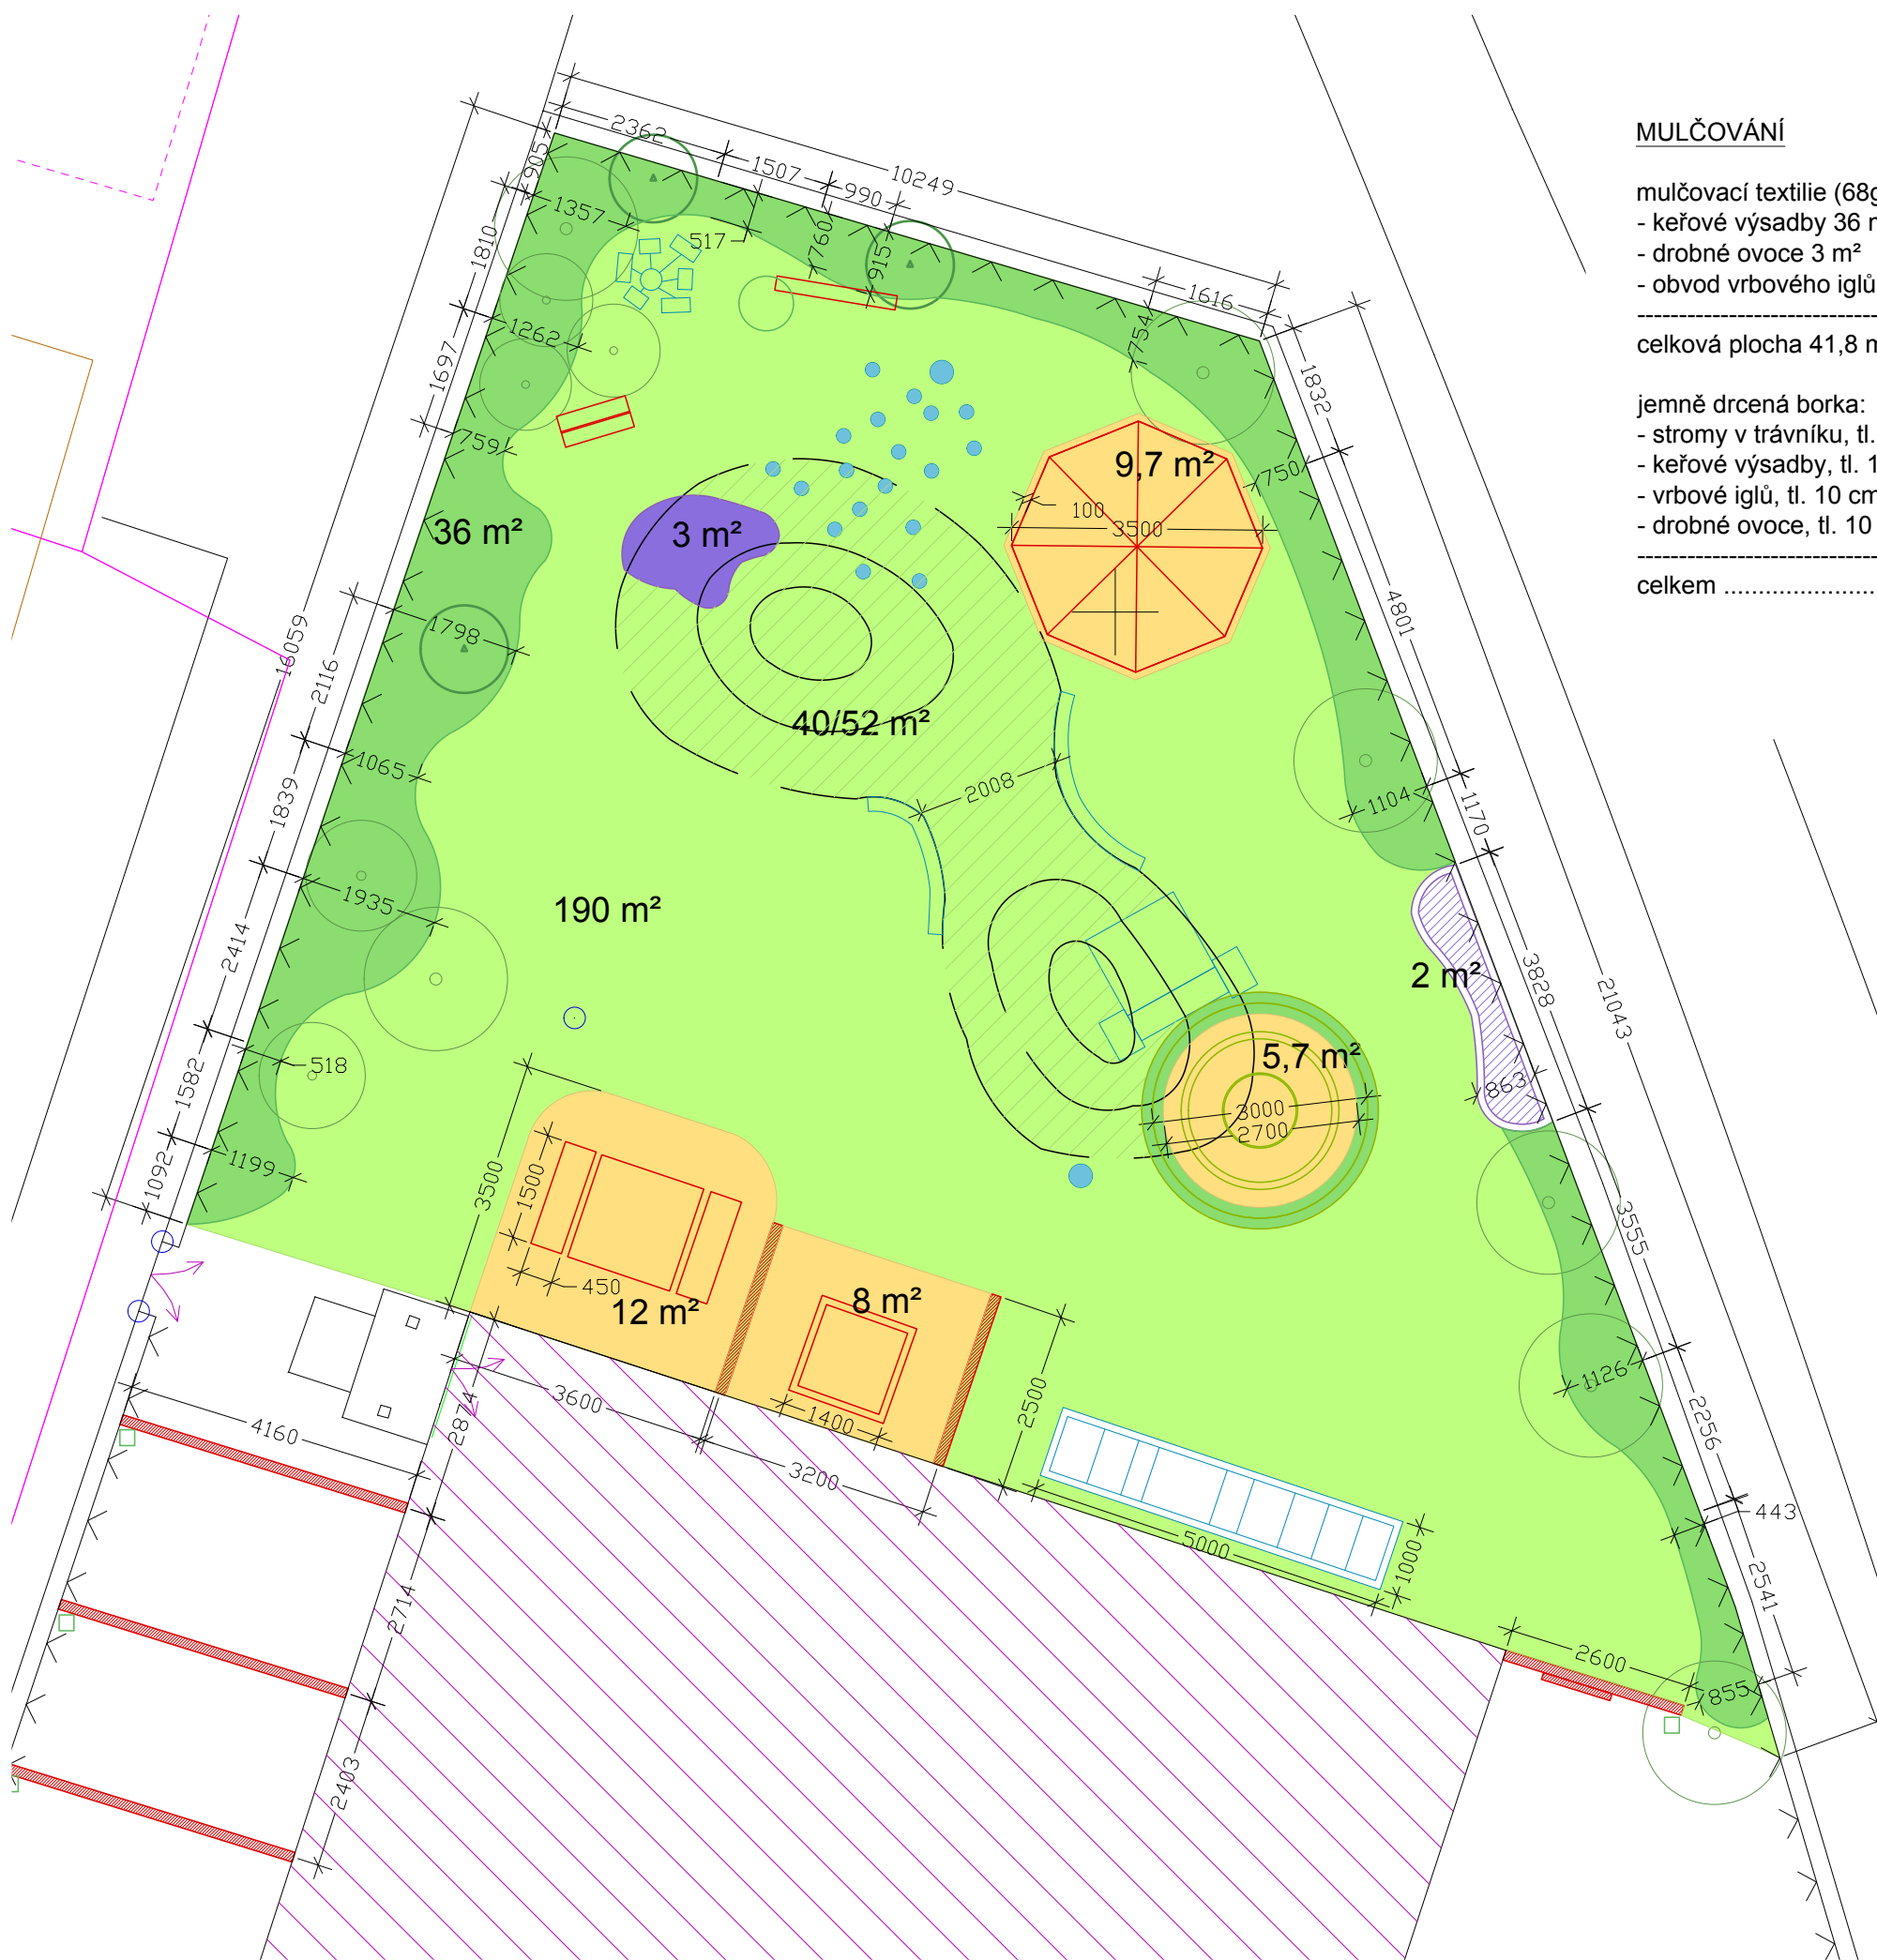 MULČOVÁNÍ
mulčovací textilie (68g
- keřové výsadby 36 m
- drobné ovoce 3 m²
- obvod vrbového iglů
celková plocha 41,8 m
jemně drcená borka:
- stromy v trávníku, tl.
- keřové výsadby, tl. 1
- vrbové iglů, tl. 10 cm
- drobné ovoce, tl. 10
celkem ......................
2362
1507
990
10249
905
1357
517
760
915
1616
754
1810
1262
1697
759
1832
750
9,7 m²
100
3500
36 m²
3 m²
16059
2116
1798
4801
40/52 m²
1839
1065
2008
1104
1170
190 m²
1935
2414
2 m²
3828
21043
518
1582
5,7 m²
863
3000
2700
1199
1092
3500
1500
450
12 m²
8 m²
3555
1126
2500
3600
2874
1400
4160
3200
2256
443
5000
1000
2541
2714
2600
855
2403